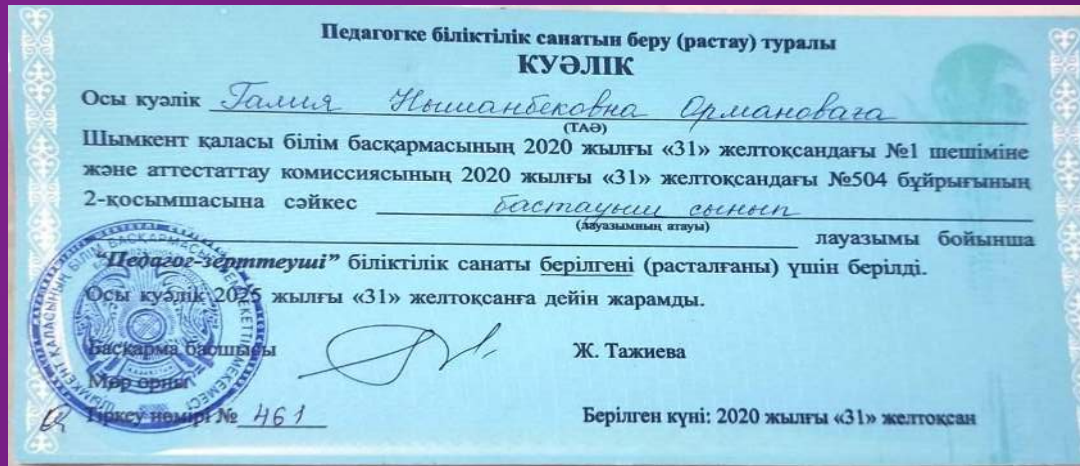 Педагогке біліктілік санатын беру (растау) туралы
КУӘЛІК
Осы куәлік Галия Нышанбековна Ормановаға
(ТАӘ)
Шымкент қаласы білім басқармасының 2020 жылғы «31» желтоқсандағы №1 шешіміне
және аттестаттау комиссиясының 2020 жылғы «31» желтоқсандағы №504 бұйрығының
2-қосымшасына сәйкес бастауыш сынып
(лауазымның атауы)
лауазымы бойынша
"Педагог-зерттеуші" біліктілік санаты берілгені (расталғаны) үшін берілді.
Осы куәлік 2025 жылғы «31» желтоқсанға дейін жарамды.
Басқарма басшысы Ж. Тажиева
Мөр орны
Тіркеу нөмірі № 461 Берілген күні: 2020 жылғы «31» желтоқсан